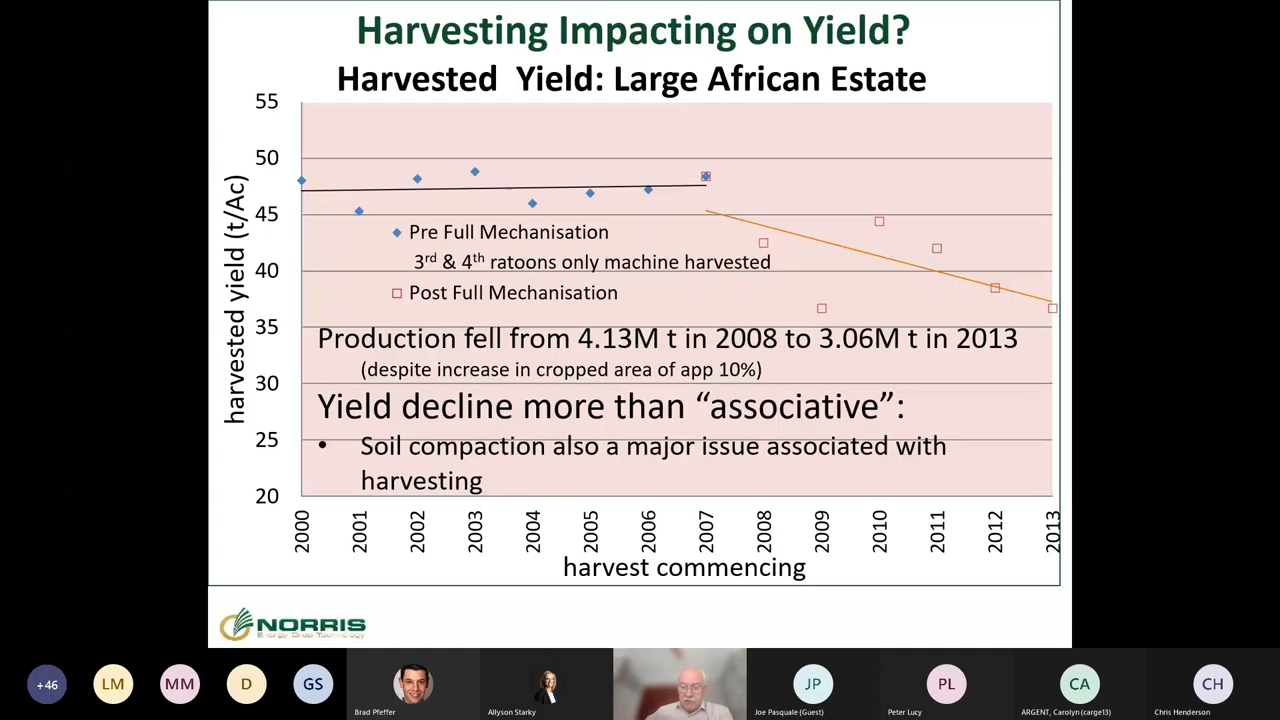 Harvesting Impacting on Yield?
Harvested Yield: Large African Estate
55
50
45
40
35
30
25
20
harvested yield (t/Ac)
Pre Full Mechanisation
3rd & 4th ratoons only machine harvested
Post Full Mechanisation
Production fell from 4.13M t in 2008 to 3.06M t in 2013
(despite increase in cropped area of app 10%)
Yield decline more than “associative”:
• Soil compaction also a major issue associated with
harvesting
2000 2001 2002 2003 2004 2005 2006 2007 2008 2009 2010 2011 2012 2013
harvest commencing
NORRIS
Energy Crop Technology
+46 LM MM D GS JP PL CA CH
Brad Pfeffer Allyson Starky Joe Pasquale (Guest) Peter Lucy ARGENT, Carolyn (carge13) Chris Henderson